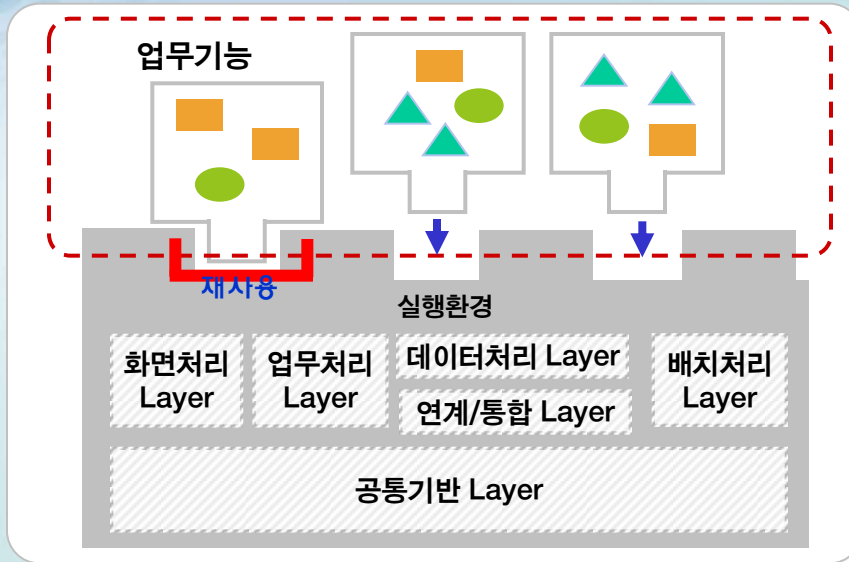 업무기능
재사용
실행환경
화면처리
Layer
업무처리
Layer
데이터처리 Layer
연계/통합 Layer
배치처리
Layer
공통기반 Layer